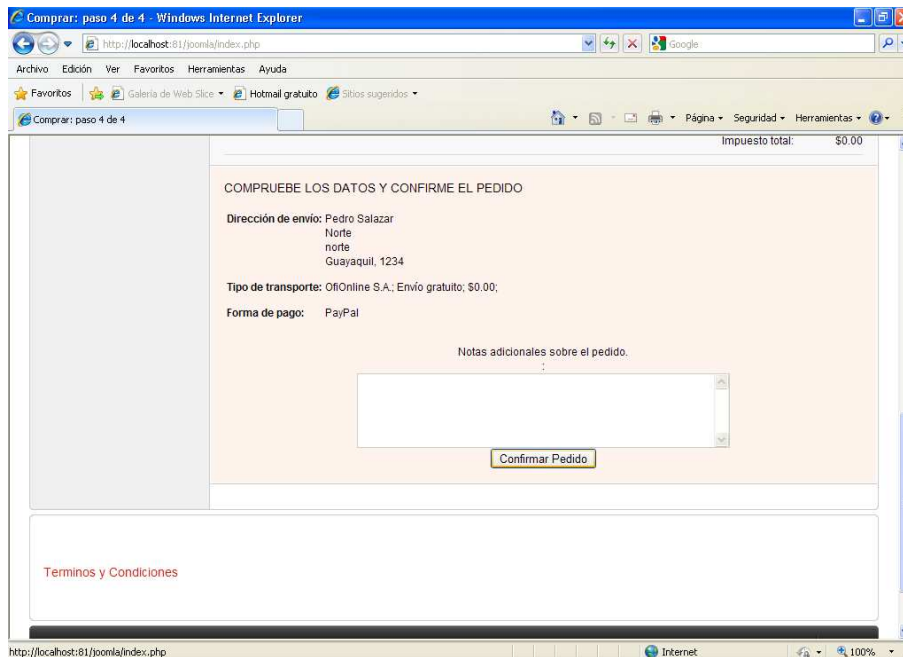 Comprar: paso 4 de 4 - Windows Internet Explorer
http://localhost:81/joomla/index.php
Google
Archivo Edición Ver Favoritos Herramientas Ayuda
Favoritos Galería de Web Slice Hotmail gratuito Sitios sugeridos
Comprar: paso 4 de 4 Página Seguridad Herramientas
Impuesto total: $0.00
COMPRUEBE LOS DATOS Y CONFIRME EL PEDIDO
Dirección de envío: Pedro Salazar
Norte
norte
Guayaquil, 1234
Tipo de transporte: OfiOnline S.A.; Envío gratuito; $0.00;
Forma de pago: PayPal
Notas adicionales sobre el pedido.
:
Confirmar Pedido
Terminos y Condiciones
http://localhost:81/joomla/index.php Internet 100%